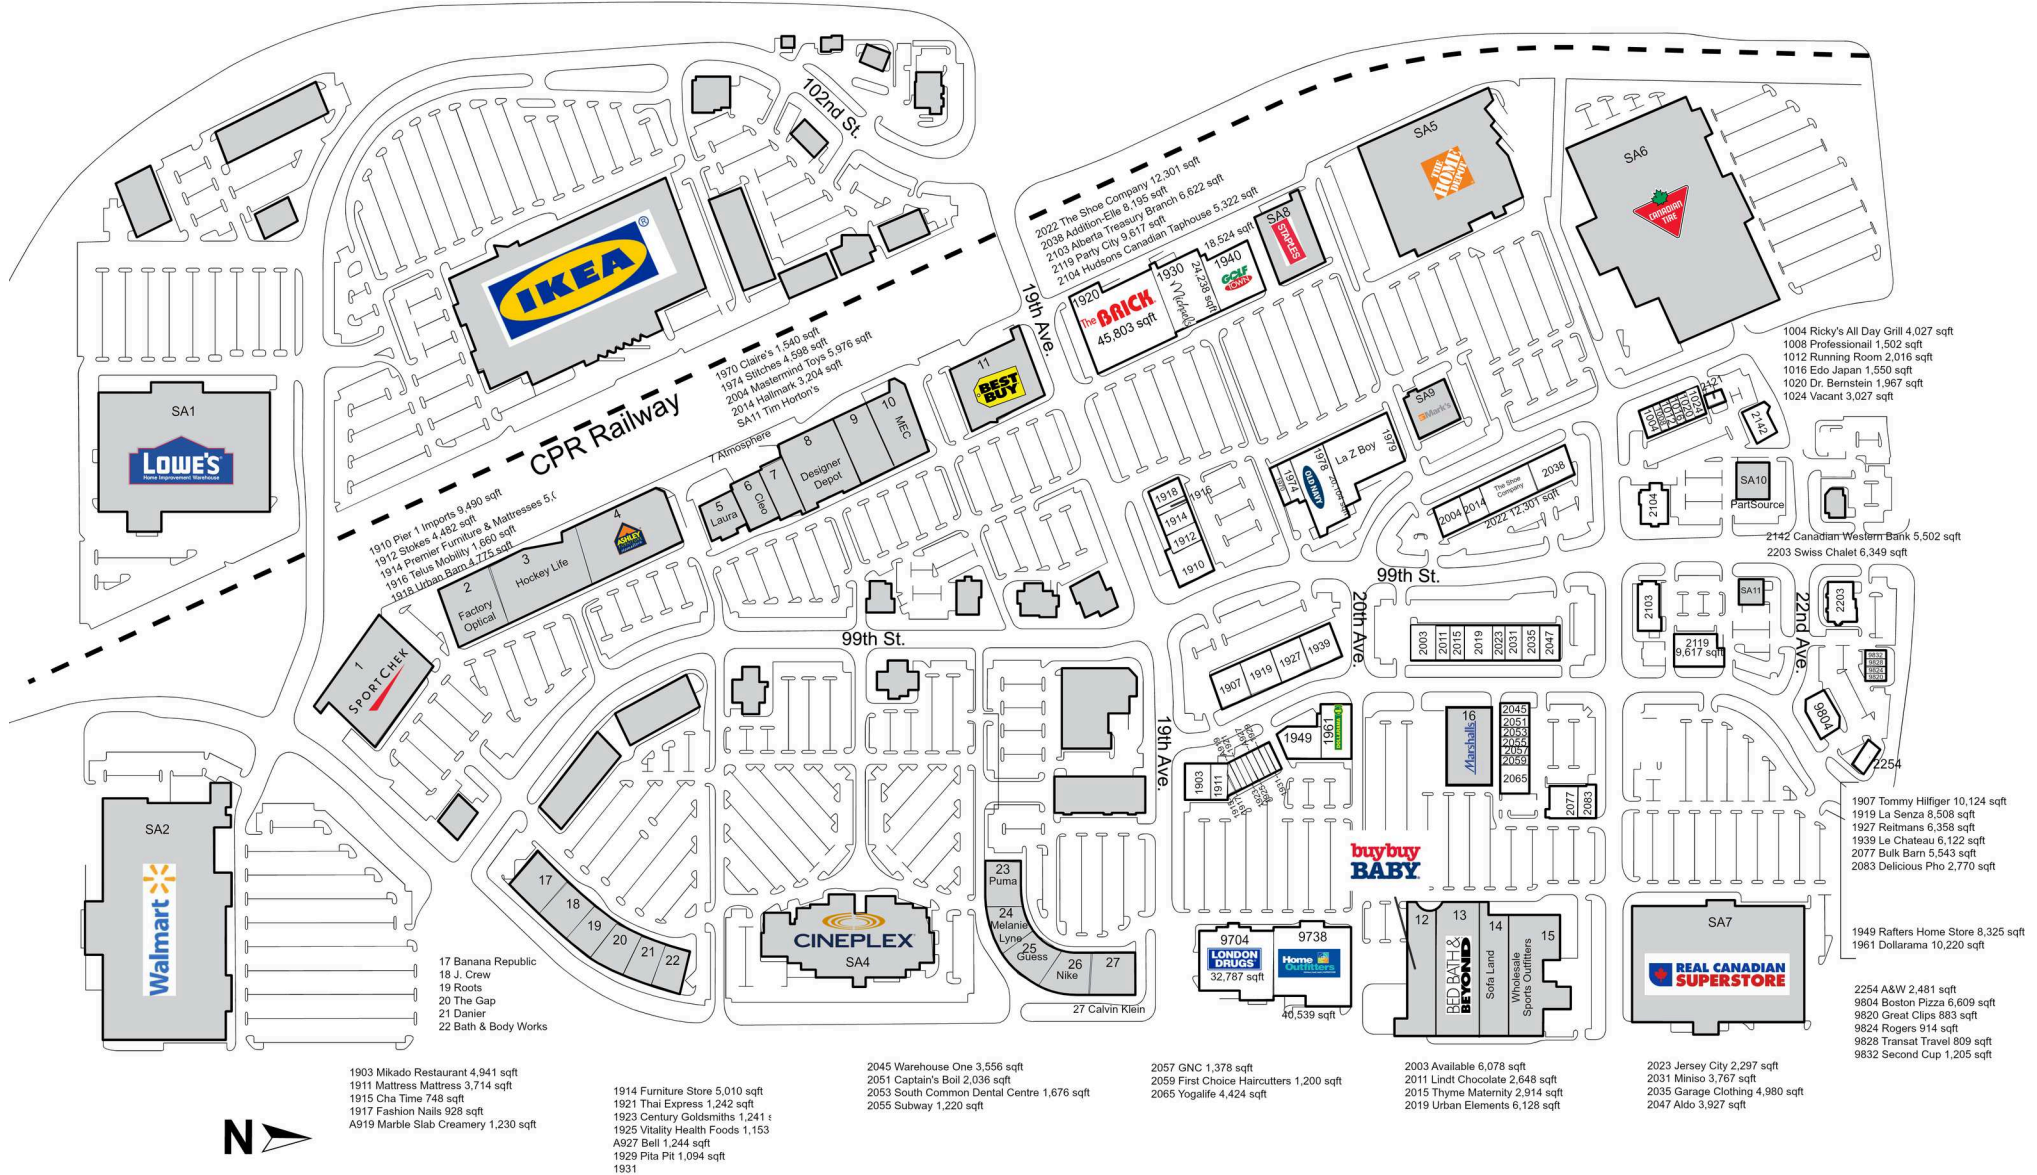 102nd St.
SA5
THE HOME DEPOT
SA6
CANADIAN TIRE
IKEA
®
2022 The Shoe Company 12,301 sqft
2038 Addition-Elle 8,195 sqft
2103 Alberta Treasury Branch 6,622 sqft
2119 Party City 9,617 sqft
2104 Hudsons Canadian Taphouse 5,322 sqft
SA8
STAPLES
18,524 sqft
1940
GOLF TOWN
1930
Michaels
24,238 sqft
1920
The BRICK
45,803 sqft
19th Ave.
11
BEST BUY
1970 Claire's 1,540 sqft
1974 Stitches 4,598 sqft
2004 Mastermind Toys 5,976 sqft
2014 Hallmark 3,204 sqft
SA11 Tim Horton's
CPR Railway
7 Atmosphere
5
Laura
6
Cleo
7
8
Designer
Depot
9
10
MEC
1004 Ricky's All Day Grill 4,027 sqft
1008 Professionail 1,502 sqft
1012 Running Room 2,016 sqft
1016 Edo Japan 1,550 sqft
1020 Dr. Bernstein 1,967 sqft
1024 Vacant 3,027 sqft
SA1
LOWE'S
Home Improvement Warehouse
SA9
Mark's
1004
1008
1012
1016
1020
1024
2121
2142
1970
1974
1978
OLD NAVY
20,104 sqft
La Z Boy
1979
2004
2014
The Shoe
Company
2038
2022 12,301 sqft
2104
SA10
PartSource
1918
1916
1914
1912
1910
1910 Pier 1 Imports 9,490 sqft
1912 Stokes 4,482 sqft
1914 Premier Furniture & Mattresses 5,(
1916 Telus Mobility 1,660 sqft
1918 Urban Barn 4,775 sqft
2
Factory
Optical
3
Hockey Life
4
ASHLEY
2142 Canadian Western Bank 5,502 sqft
2203 Swiss Chalet 6,349 sqft
99th St.
20th Ave.
2103
SA11
22nd Ave.
2203
99th St.
1
SPORTCHEK
1907
1919
1927
1939
2003
2011
2015
2019
2023
2031
2035
2047
2119
9,617 sqft
9832
9828
9824
9820
9804
2254
19th Ave.
1903
1911
A919
1921
A927
1929
1915
1917
1923
1925
1931
1949
1961
DOLLARAMA
16
Marshalls
2045
2051
2053
2055
2057
2059
2065
2077
2083
1907 Tommy Hilfiger 10,124 sqft
1919 La Senza 8,508 sqft
1927 Reitmans 6,358 sqft
1939 Le Chateau 6,122 sqft
2077 Bulk Barn 5,543 sqft
2083 Delicious Pho 2,770 sqft
SA2
Walmart
17
18
19
20
21
22
CINEPLEX
SA4
23
Puma
24
Melanie
Lyne
25
Guess
26
Nike
27
27 Calvin Klein
buybuy
BABY
9704
LONDON
DRUGS
32,787 sqft
9738
Home
Outfitters
40,539 sqft
12
13
BED BATH &
BEYOND
14
Sofa Land
15
Wholesale
Sports Outfitters
SA7
REAL CANADIAN
SUPERSTORE
1949 Rafters Home Store 8,325 sqft
1961 Dollarama 10,220 sqft
17 Banana Republic
18 J. Crew
19 Roots
20 The Gap
21 Danier
22 Bath & Body Works
2254 A&W 2,481 sqft
9804 Boston Pizza 6,609 sqft
9820 Great Clips 883 sqft
9824 Rogers 914 sqft
9828 Transat Travel 809 sqft
9832 Second Cup 1,205 sqft
1903 Mikado Restaurant 4,941 sqft
1911 Mattress Mattress 3,714 sqft
1915 Cha Time 748 sqft
1917 Fashion Nails 928 sqft
A919 Marble Slab Creamery 1,230 sqft
1914 Furniture Store 5,010 sqft
1921 Thai Express 1,242 sqft
1923 Century Goldsmiths 1,241 s
1925 Vitality Health Foods 1,153
A927 Bell 1,244 sqft
1929 Pita Pit 1,094 sqft
1931
2045 Warehouse One 3,556 sqft
2051 Captain's Boil 2,036 sqft
2053 South Common Dental Centre 1,676 sqft
2055 Subway 1,220 sqft
2057 GNC 1,378 sqft
2059 First Choice Haircutters 1,200 sqft
2065 Yogalife 4,424 sqft
2003 Available 6,078 sqft
2011 Lindt Chocolate 2,648 sqft
2015 Thyme Maternity 2,914 sqft
2019 Urban Elements 6,128 sqft
2023 Jersey City 2,297 sqft
2031 Miniso 3,767 sqft
2035 Garage Clothing 4,980 sqft
2047 Aldo 3,927 sqft
N